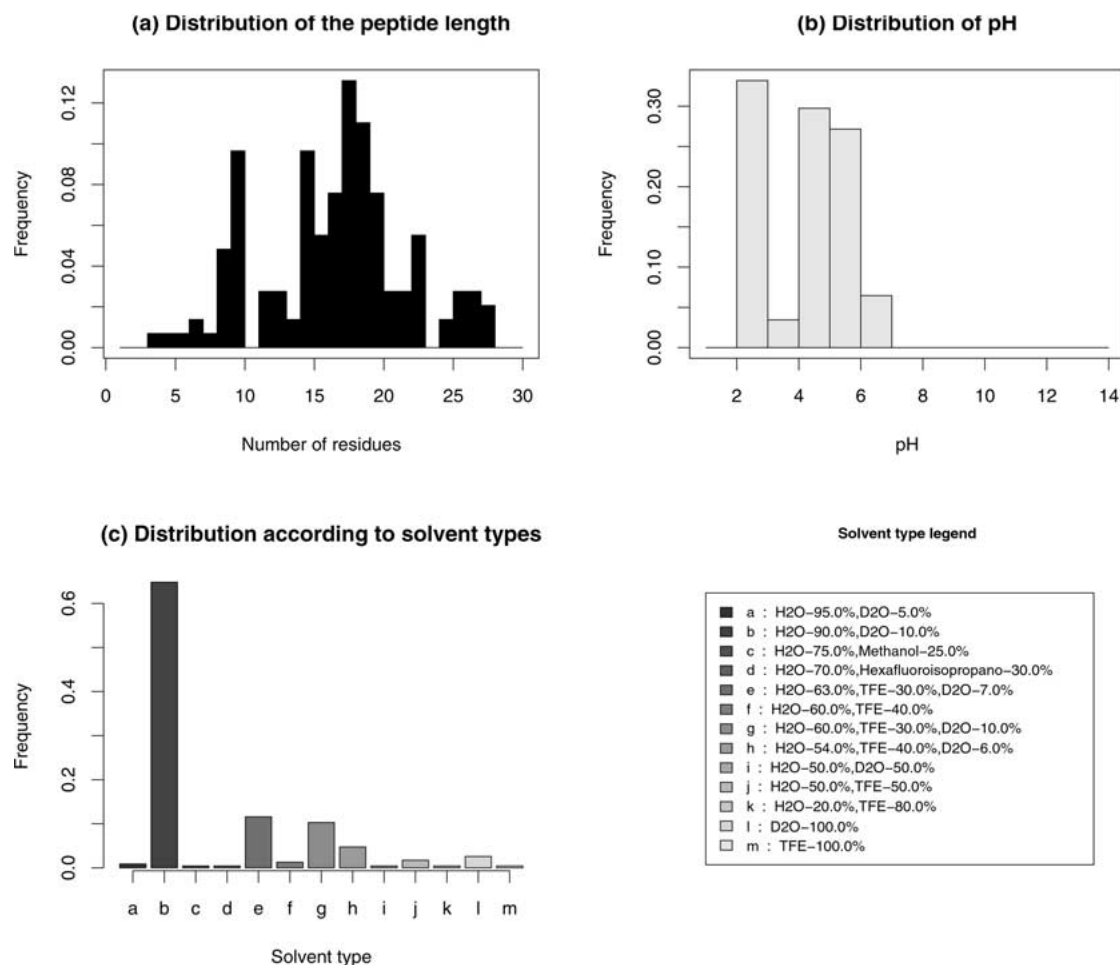 (a) Distribution of the peptide length
Frequency
0.00 0.04 0.08 0.12
0 5 10 15 20 25 30
Number of residues
(b) Distribution of pH
Frequency
0.00 0.10 0.20 0.30
2 4 6 8 10 12 14
pH
(c) Distribution according to solvent types
Frequency
0.0 0.2 0.4 0.6
a b c d e f g h i j k l m
Solvent type
Solvent type legend
a : H2O−95.0%,D2O−5.0%
b : H2O−90.0%,D2O−10.0%
c : H2O−75.0%,Methanol−25.0%
d : H2O−70.0%,Hexafluoroisopropano−30.0%
e : H2O−63.0%,TFE−30.0%,D2O−7.0%
f : H2O−60.0%,TFE−40.0%
g : H2O−60.0%,TFE−30.0%,D2O−10.0%
h : H2O−54.0%,TFE−40.0%,D2O−6.0%
i : H2O−50.0%,D2O−50.0%
j : H2O−50.0%,TFE−50.0%
k : H2O−20.0%,TFE−80.0%
l : D2O−100.0%
m : TFE−100.0%